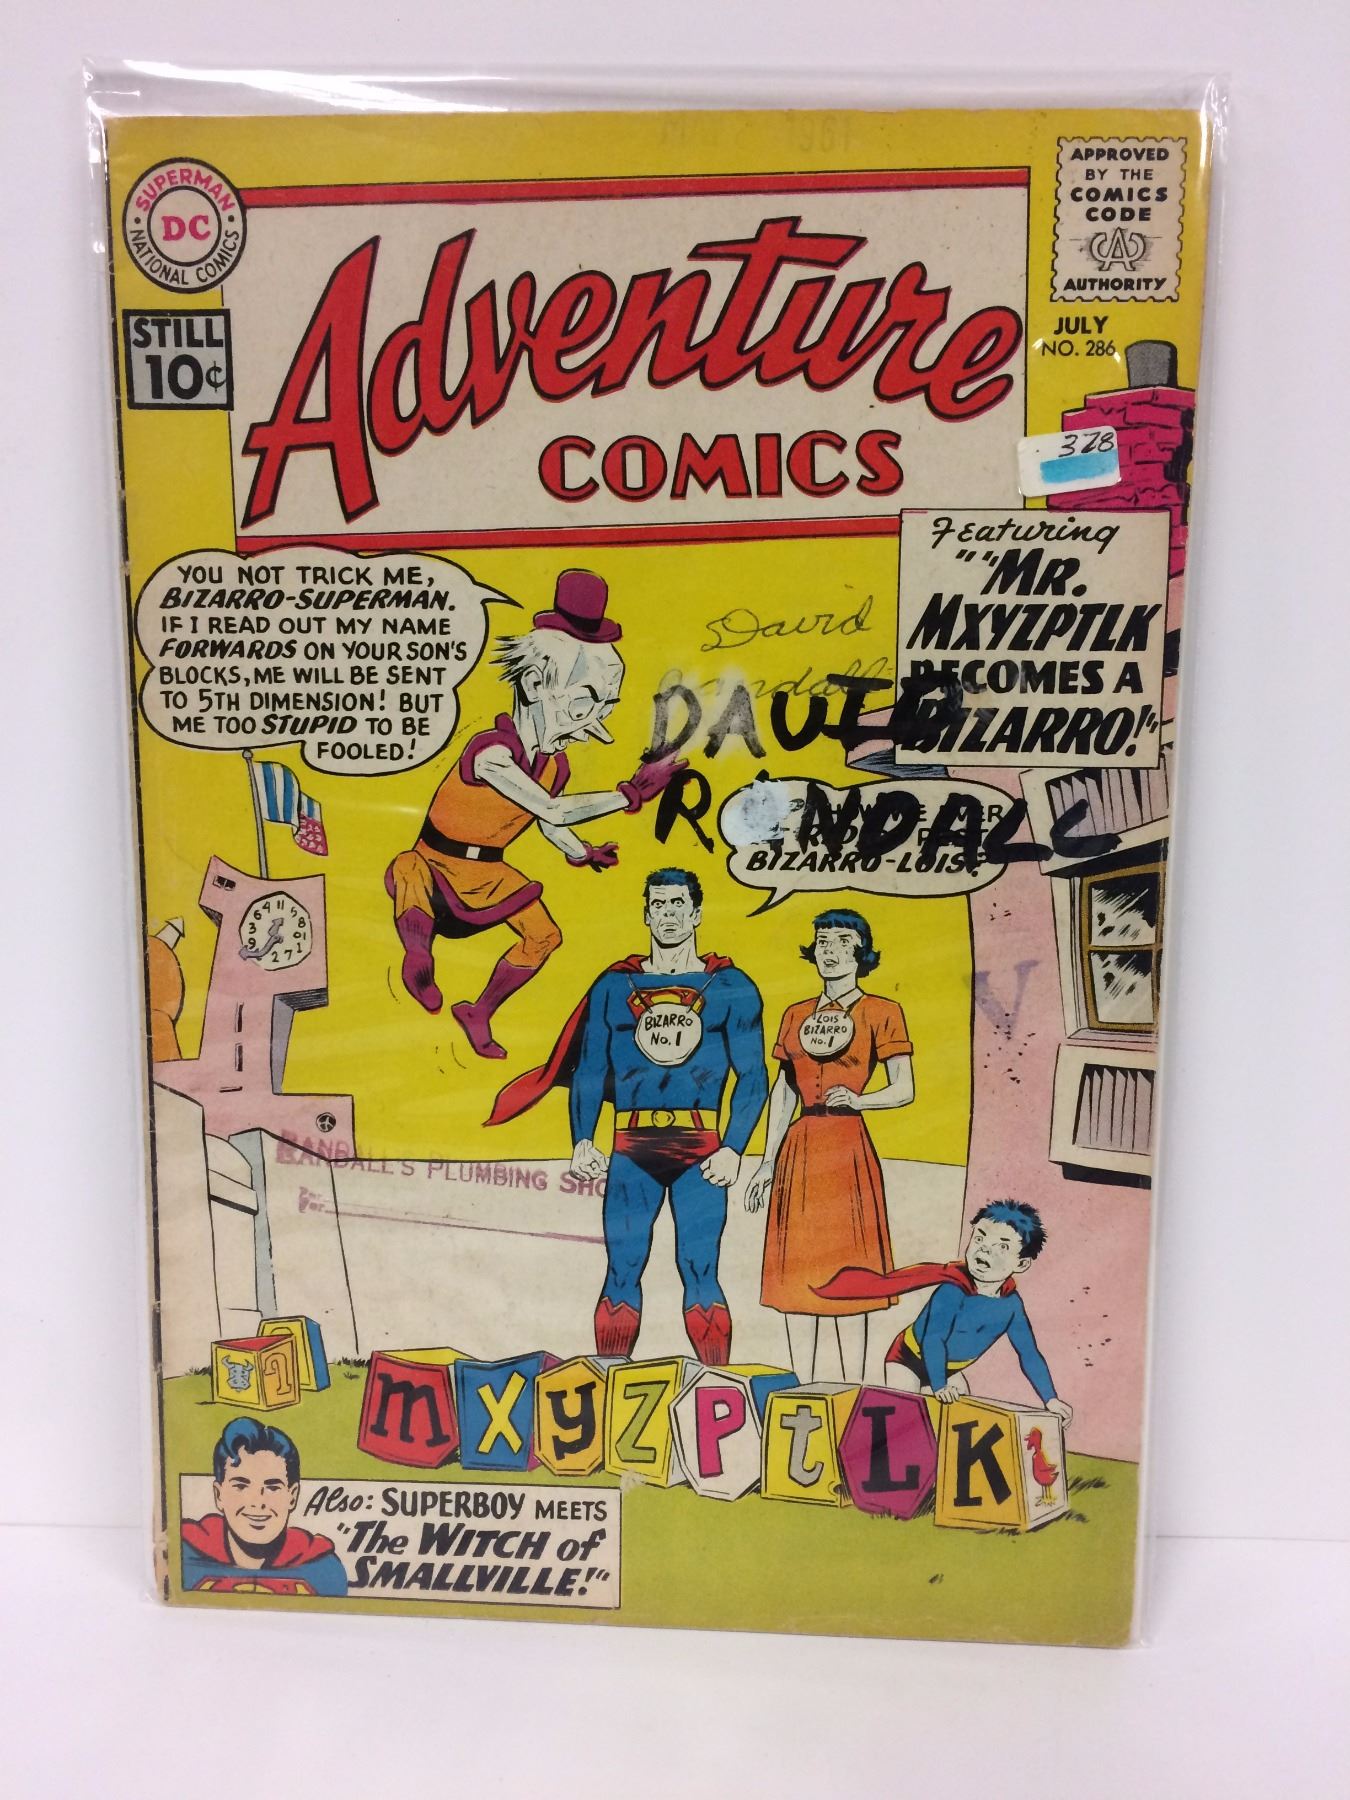 SUPERMAN
DC
NATIONAL COMICS
STILL
10¢
Adventure
COMICS
APPROVED
BY THE
COMICS
CODE
CA
AUTHORITY
JULY
NO. 286
378
Featuring
""MR.
MXYZPTLK
BECOMES A
BIZARRO!"
YOU NOT TRICK ME,
BIZARRO-SUPERMAN.
IF I READ OUT MY NAME
FORWARDS ON YOUR SON'S
BLOCKS, ME WILL BE SENT
TO 5TH DIMENSION! BUT
ME TOO STUPID TO BE
FOOLED!
David
Randall
DAVID
RANDALL
BIZARRO-LOIS?
BIZARRO
No. 1
LOIS
BIZARRO
No. 1
V
RANDALL'S PLUMBING SHO
m x y Z P t L K
Also: SUPERBOY MEETS
"The WITCH of
SMALLVILLE!"